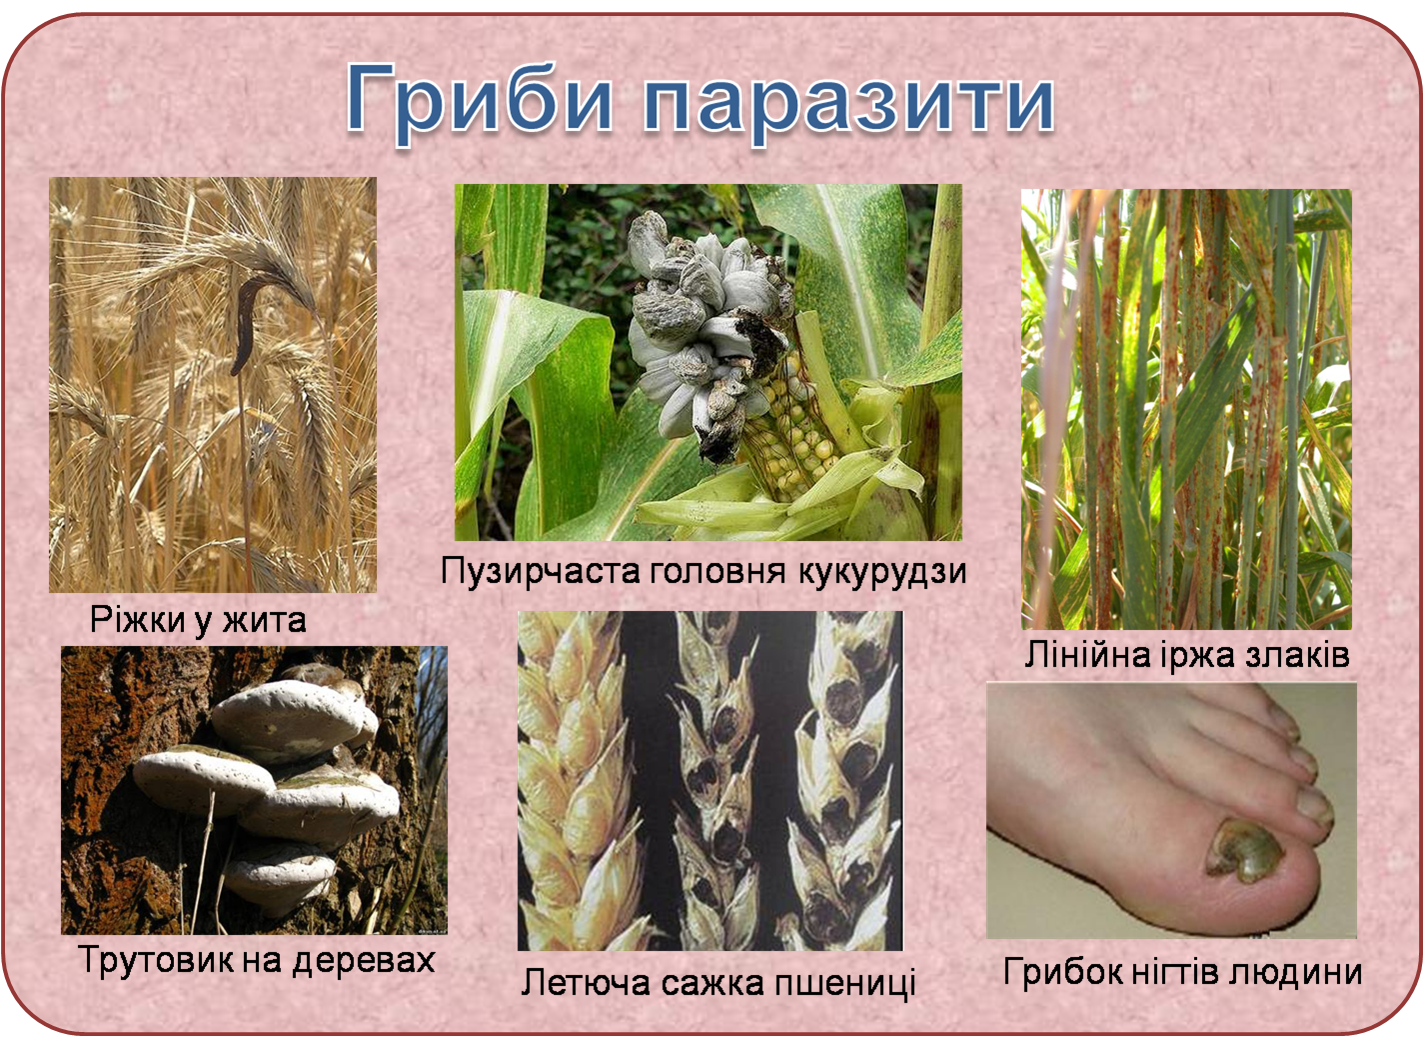 Гриби паразити
Ріжки у жита
Пузирчаста головня кукурудзи
Лінійна іржа злаків
Трутовик на деревах
Летюча сажка пшениці
Грибок нігтів людини